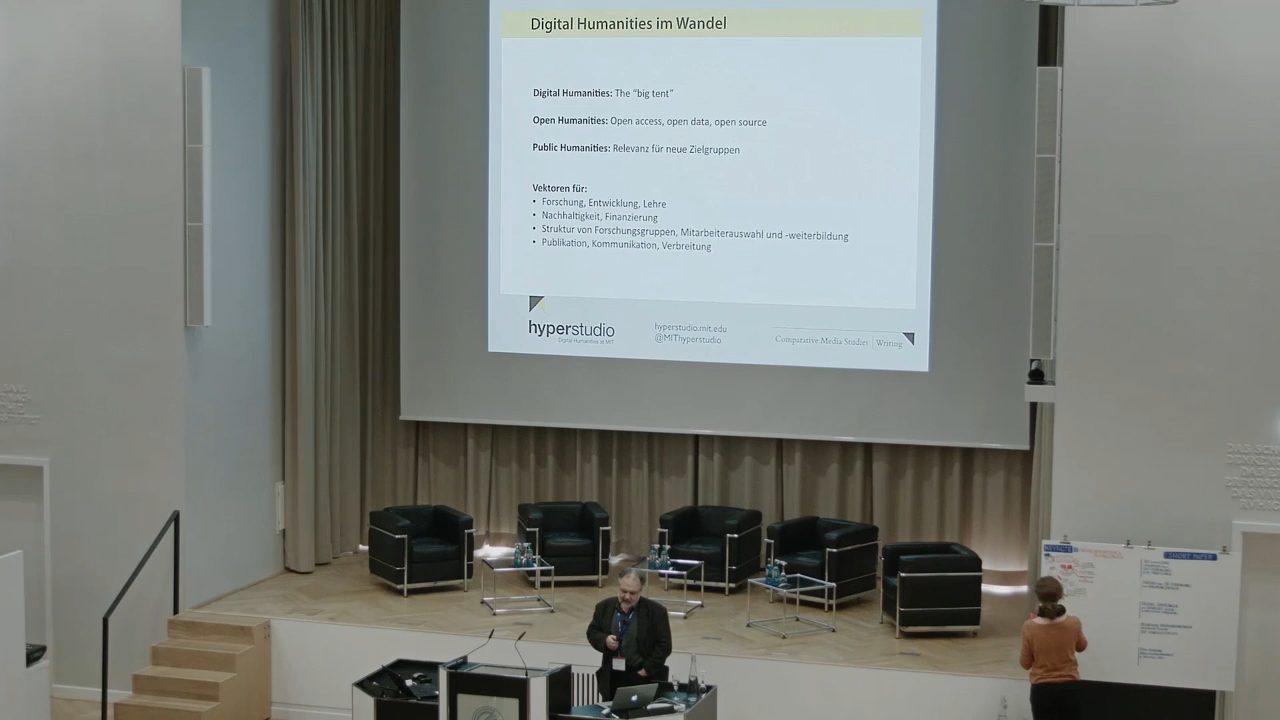 Digital Humanities im Wandel
Digital Humanities: The “big tent”
Open Humanities: Open access, open data, open source
Public Humanities: Relevanz für neue Zielgruppen
Vektoren für:
• Forschung, Entwicklung, Lehre
• Nachhaltigkeit, Finanzierung
• Struktur von Forschungsgruppen, Mitarbeiterauswahl und -weiterbildung
• Publikation, Kommunikation, Verbreitung
hyperstudio
Digital Humanities at MIT
hyperstudio.mit.edu
@MIThyperstudio
Comparative Media Studies | Writing
KEYNOTE